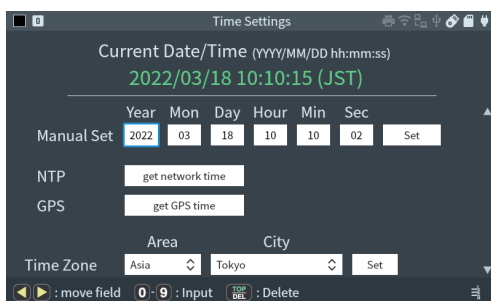 0 Time Settings
Current Date/Time (YYYY/MM/DD hh:mm:ss)
2022/03/18 10:10:15 (JST)
Year Mon Day Hour Min Sec
Manual Set 2022 03 18 10 10 02 Set
NTP get network time
GPS get GPS time
Area City
Time Zone Asia Tokyo Set
: move field 0 - 9 : Input TOP DEL : Delete